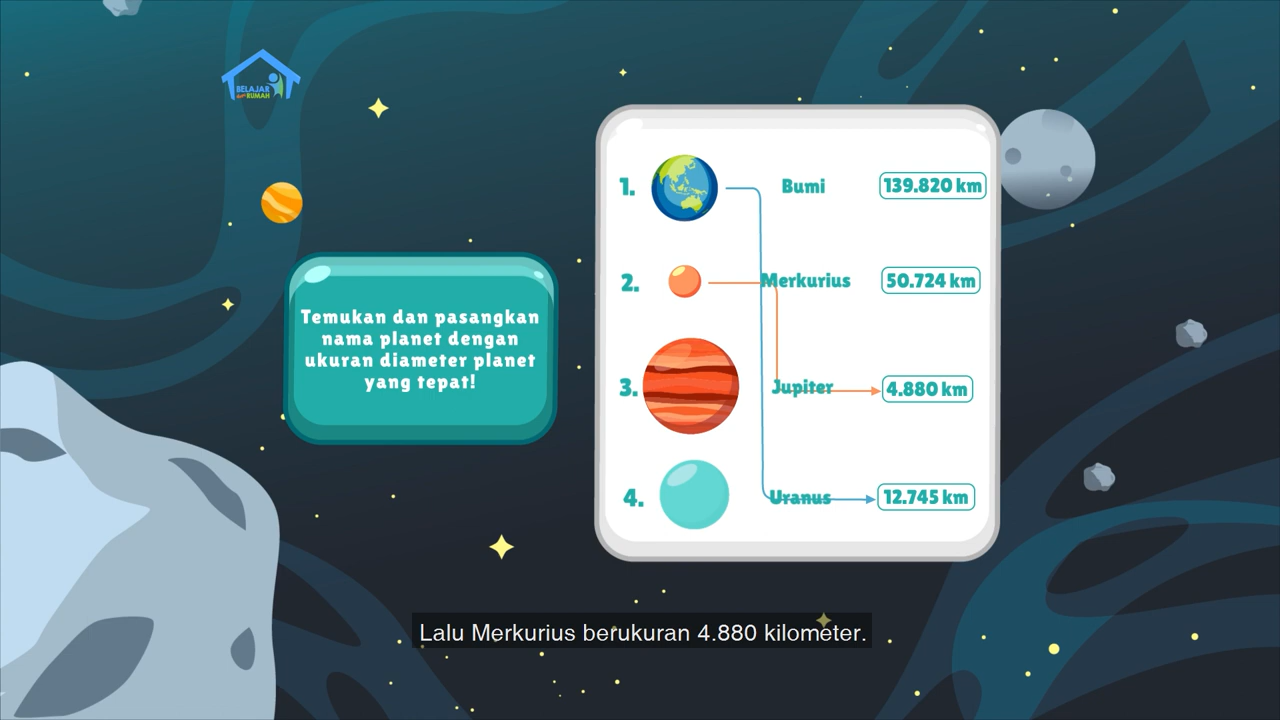 BELAJAR
dari RUMAH
Temukan dan pasangkan
nama planet dengan
ukuran diameter planet
yang tepat!
1. Bumi 139.820 km
2. Merkurius 50.724 km
3. Jupiter 4.880 km
4. Uranus 12.745 km
Lalu Merkurius berukuran 4.880 kilometer.